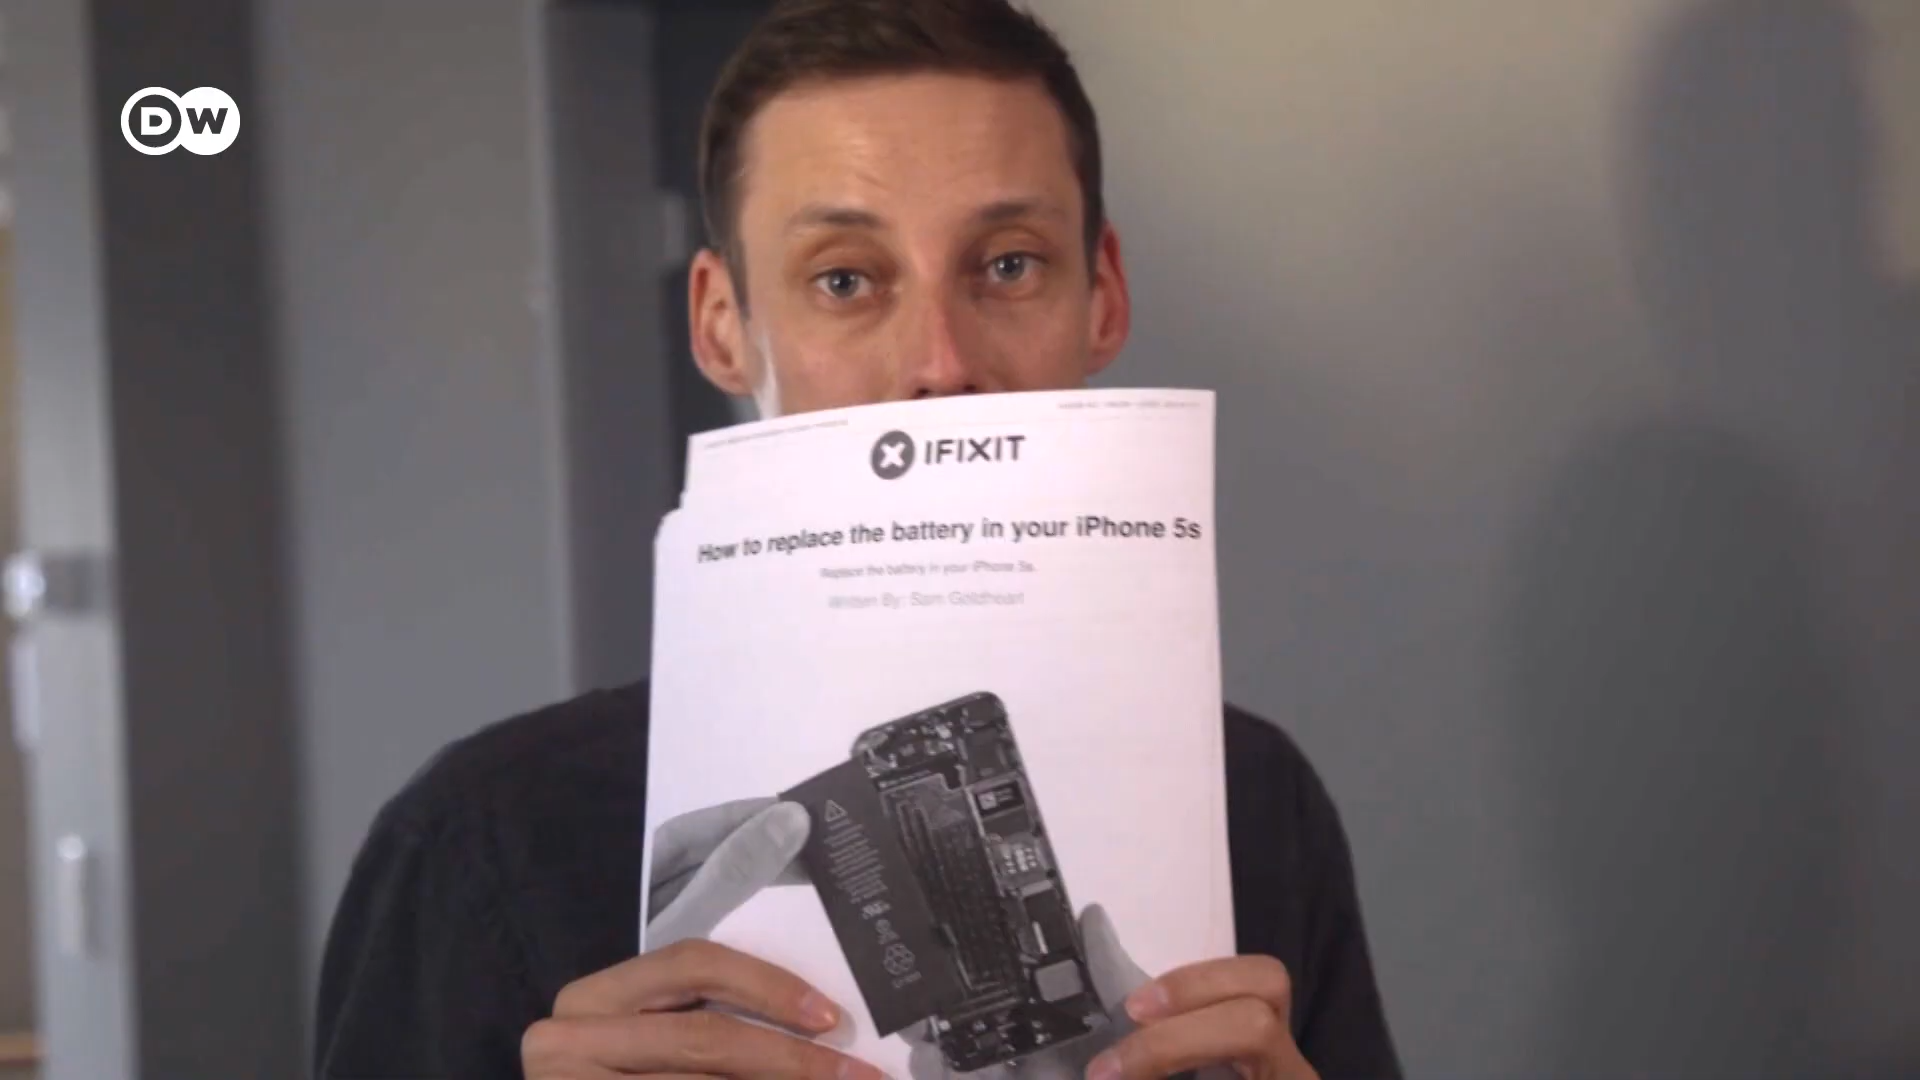 DW
IFIXIT
How to replace the battery in your iPhone 5s
Replace the battery in your iPhone 5s.
Written By: Sam Goldheart